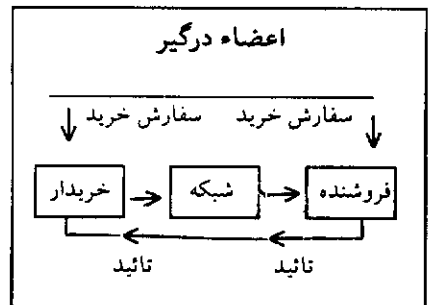 اعضاء درگیر
سفارش خرید سفارش خرید
فروشنده شبکه خریدار
تائید تائید